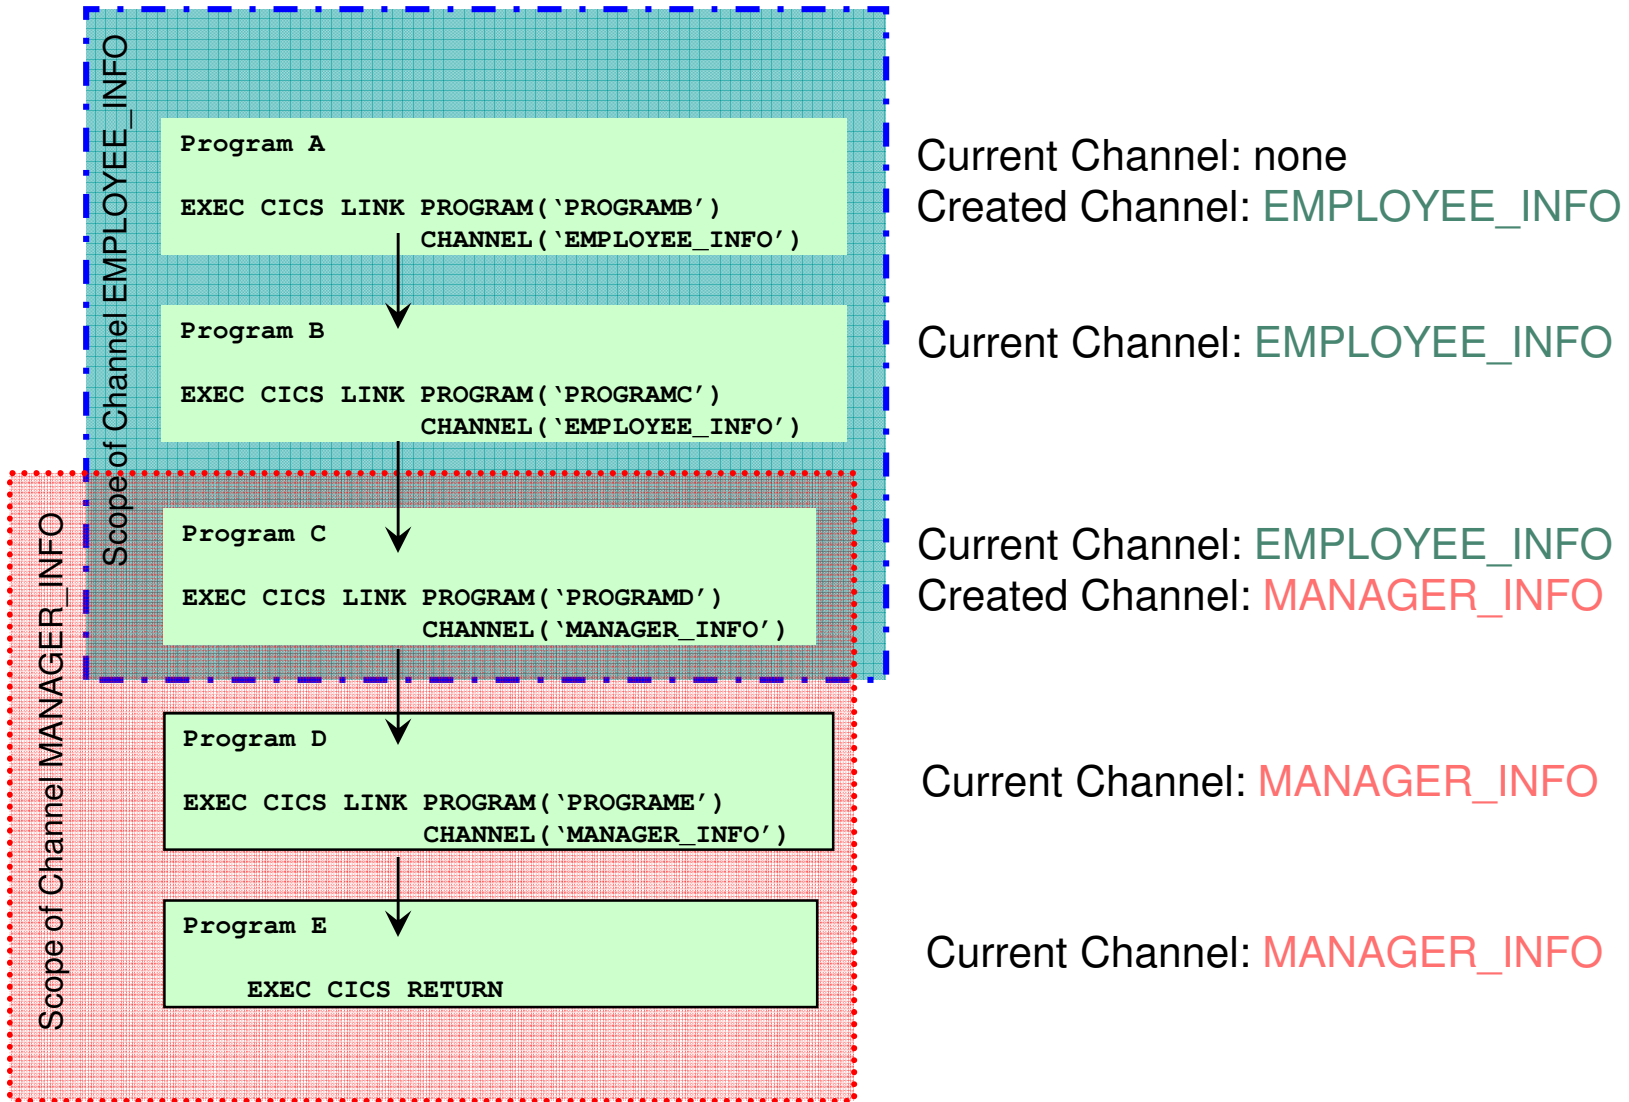 Scope of Channel EMPLOYEE_INFO
Program A
EXEC CICS LINK PROGRAM(‘PROGRAMB’)
CHANNEL(‘EMPLOYEE_INFO’)
Current Channel: none
Created Channel: EMPLOYEE_INFO
Program B
EXEC CICS LINK PROGRAM(‘PROGRAMC’)
CHANNEL(‘EMPLOYEE_INFO’)
Current Channel: EMPLOYEE_INFO
Scope of Channel MANAGER_INFO
Program C
EXEC CICS LINK PROGRAM(‘PROGRAMD’)
CHANNEL(‘MANAGER_INFO’)
Current Channel: EMPLOYEE_INFO
Created Channel: MANAGER_INFO
Program D
EXEC CICS LINK PROGRAM(‘PROGRAME’)
CHANNEL(‘MANAGER_INFO’)
Current Channel: MANAGER_INFO
Program E
EXEC CICS RETURN
Current Channel: MANAGER_INFO